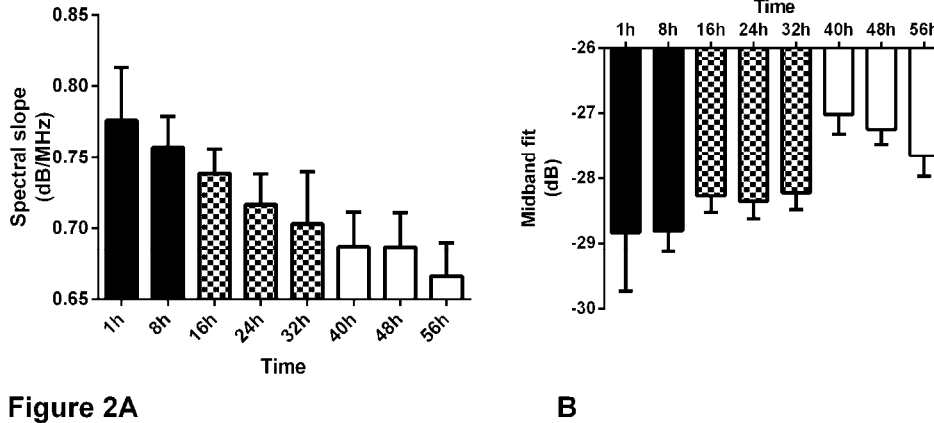 0.85
0.80
0.75
0.70
0.65
Spectral slope
(dB/MHz)
1h 8h 16h 24h 32h 40h 48h 56h
Time
Figure 2A
Time
1h 8h 16h 24h 32h 40h 48h 56h
-26
-27
-28
-29
-30
Midband fit
(dB)
B